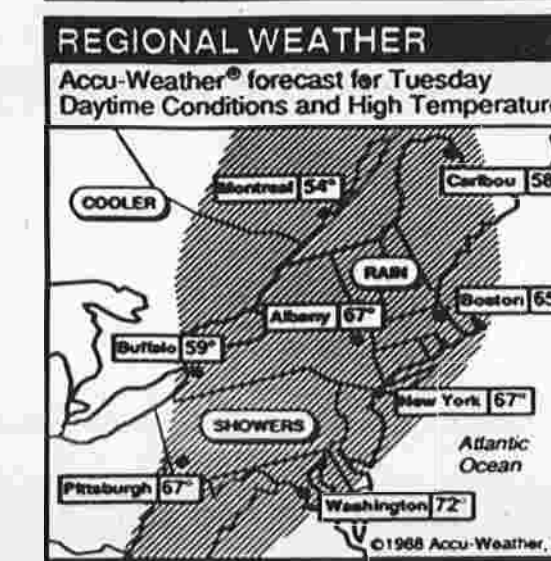 REGIONAL WEATHER
Accu-Weather® forecast for Tuesday
Daytime Conditions and High Temperatur
Montreal 54°
Caribou 58
COOLER
RAIN
Boston 65
Albany 67°
Buffalo 59°
New York 67°
SHOWERS
Atlantic
Ocean
Pittsburgh 67°
Washington 72°
©1988 Accu-Weather,